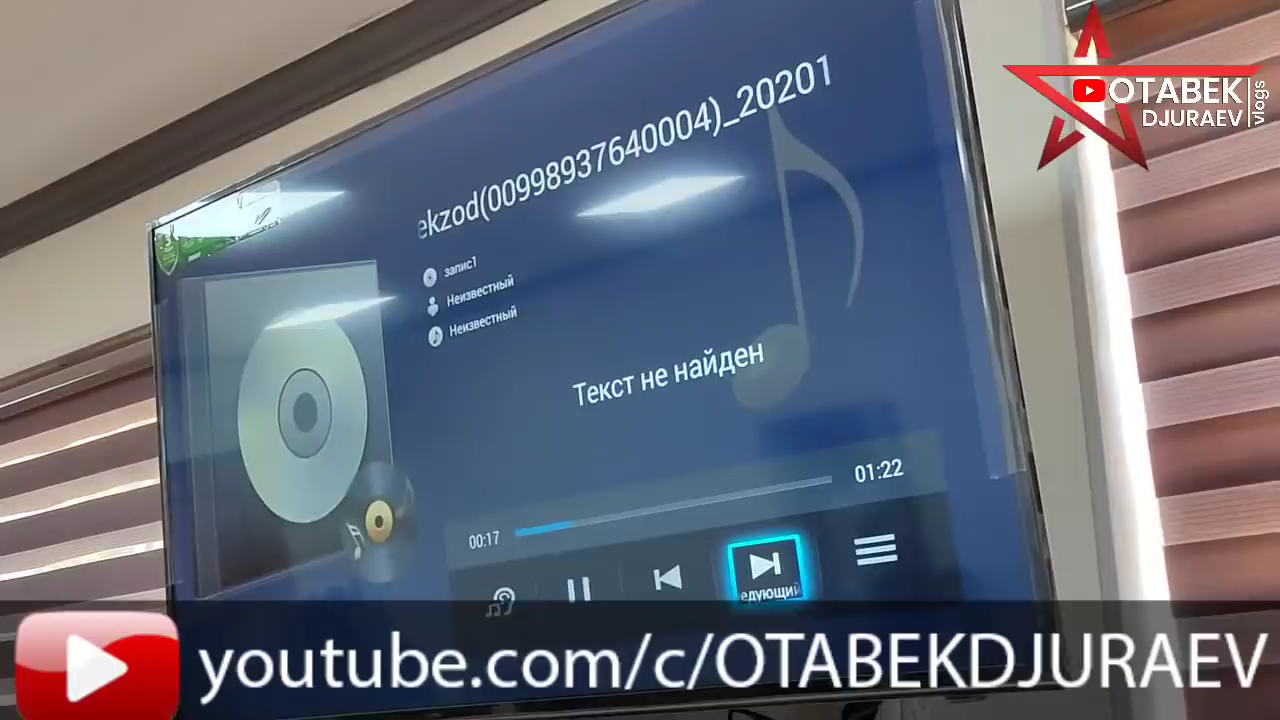 OTABEK
DJURAEV
vlogs
ekzod(00998937640004)_20201
запис1
Неизвестный
Неизвестный
Текст не найден
00:17
01:22
едующий
youtube.com/c/OTABEKDJURAEV